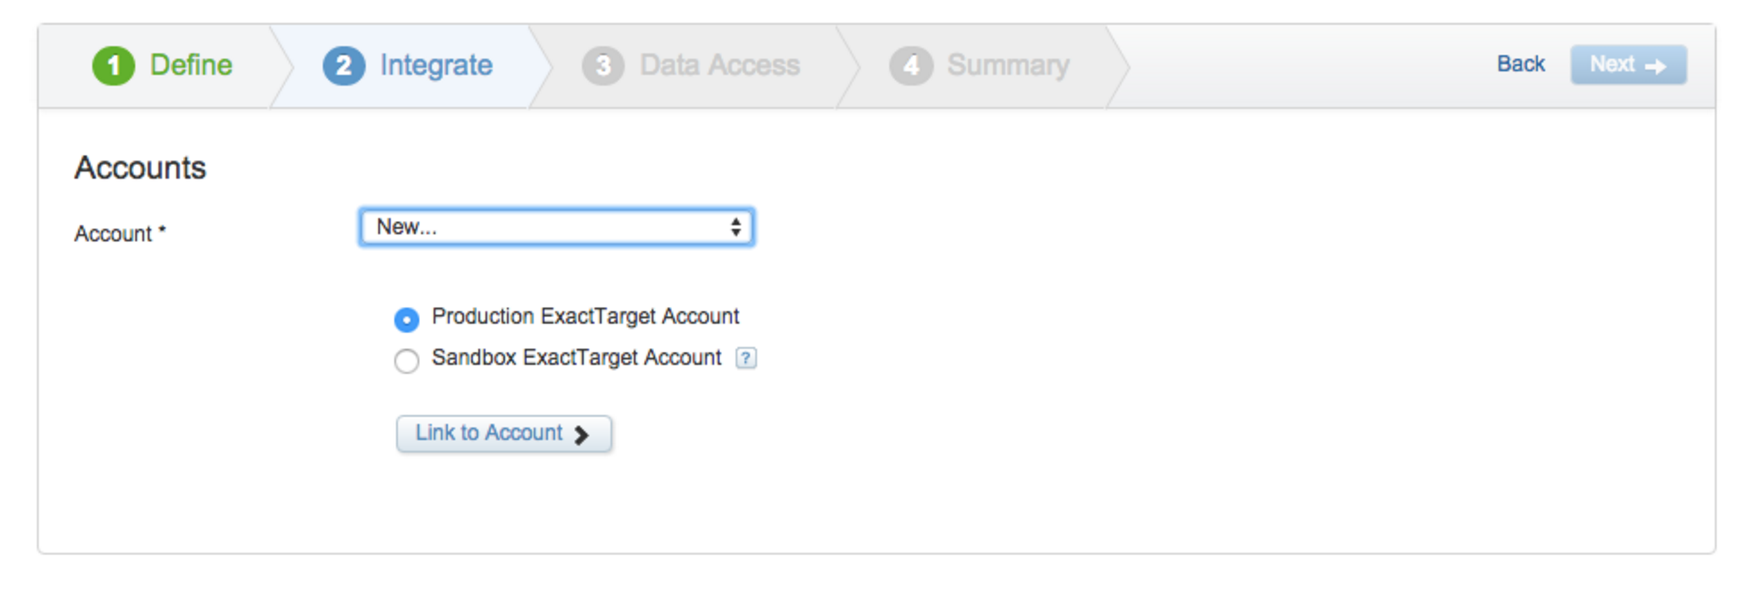 1 Define 2 Integrate 3 Data Access 4 Summary Back Next
Accounts
Account * New...
Production ExactTarget Account
Sandbox ExactTarget Account ?
Link to Account